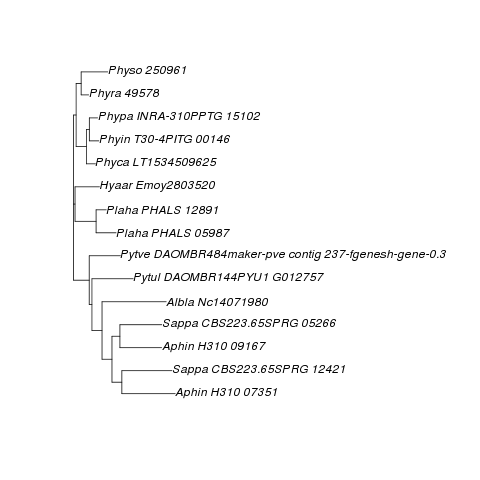 Physo 250961
Phyra 49578
Phypa INRA-310PPTG 15102
Phyin T30-4PITG 00146
Phyca LT1534509625
Hyaar Emoy2803520
Plaha PHALS 12891
Plaha PHALS 05987
Pytve DAOMBR484maker-pve contig 237-fgenesh-gene-0.3
Pytul DAOMBR144PYU1 G012757
Albla Nc14071980
Sappa CBS223.65SPRG 05266
Aphin H310 09167
Sappa CBS223.65SPRG 12421
Aphin H310 07351